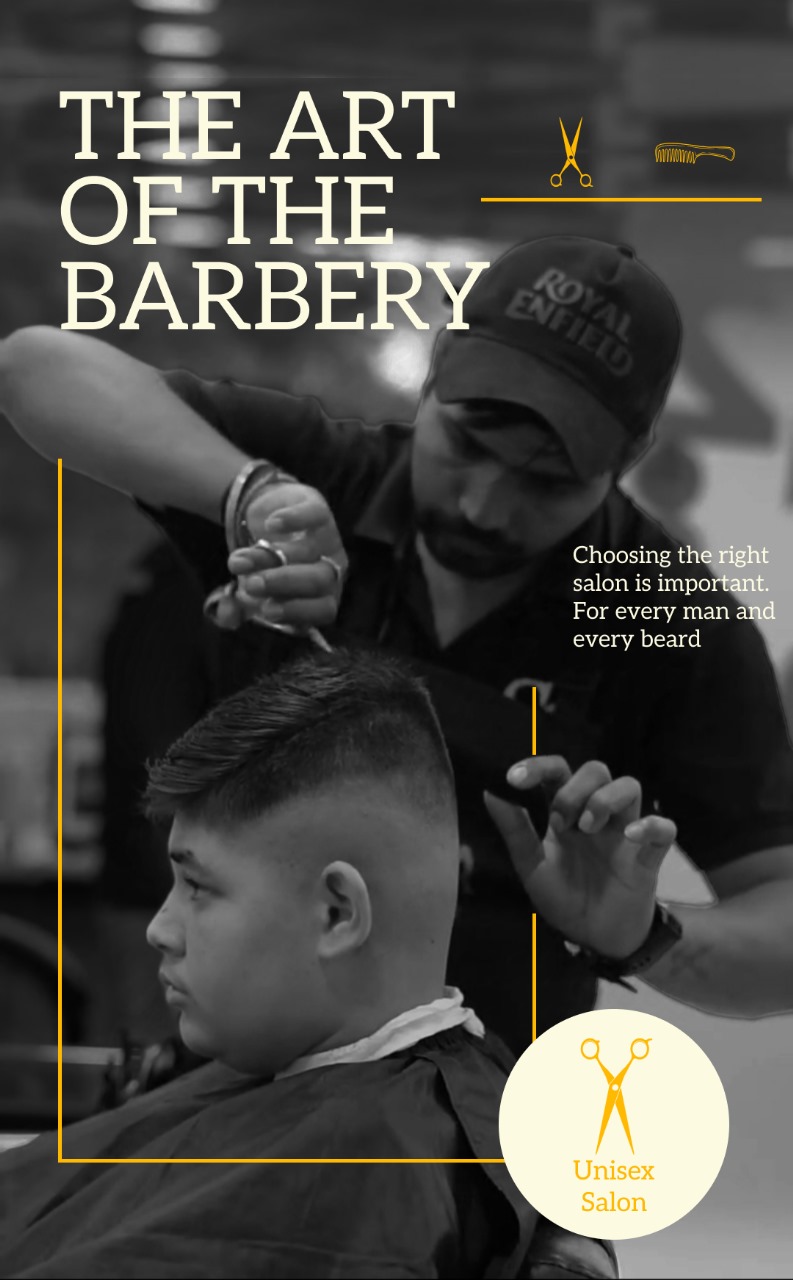 THE ART
OF THE
BARBERY
ROYAL
ENFIELD
Choosing the right
salon is important.
For every man and
every beard
Unisex
Salon